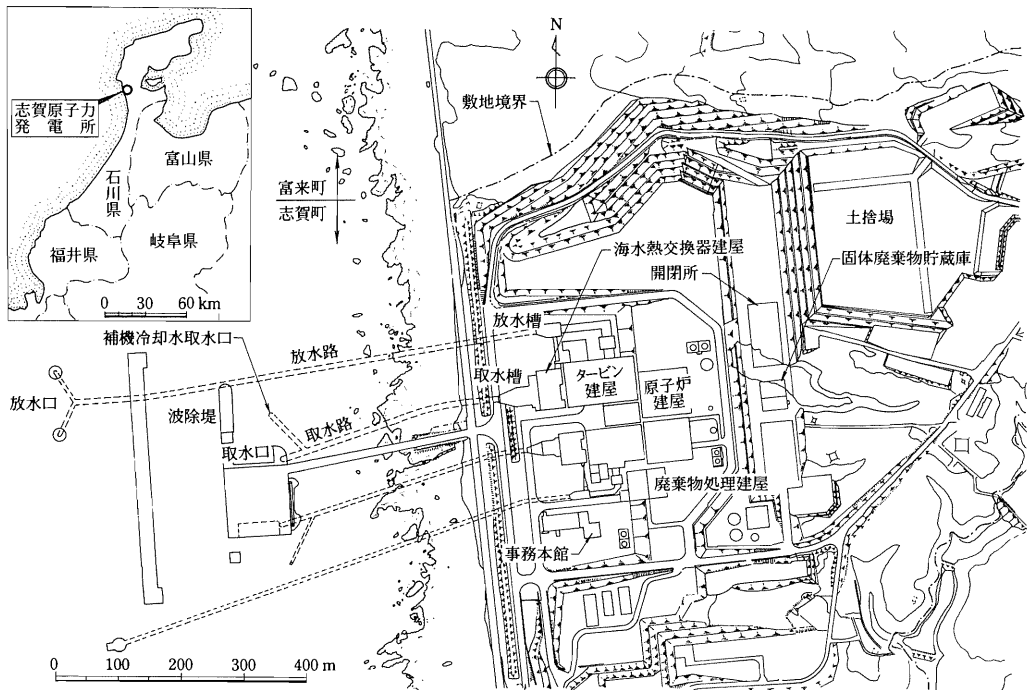 志賀原子力
発電所
富山県
石川県
岐阜県
福井県
0 30 60 km
N
敷地境界
富来町
志賀町
土捨場
海水熱交換器建屋
固体廃棄物貯蔵庫
開閉所
補機冷却水取水口
放水槽
放水路
取水槽
タービン
建屋
原子炉
建屋
放水口
波除堤
取水路
取水口
廃棄物処理建屋
事務本館
0 100 200 300 400 m